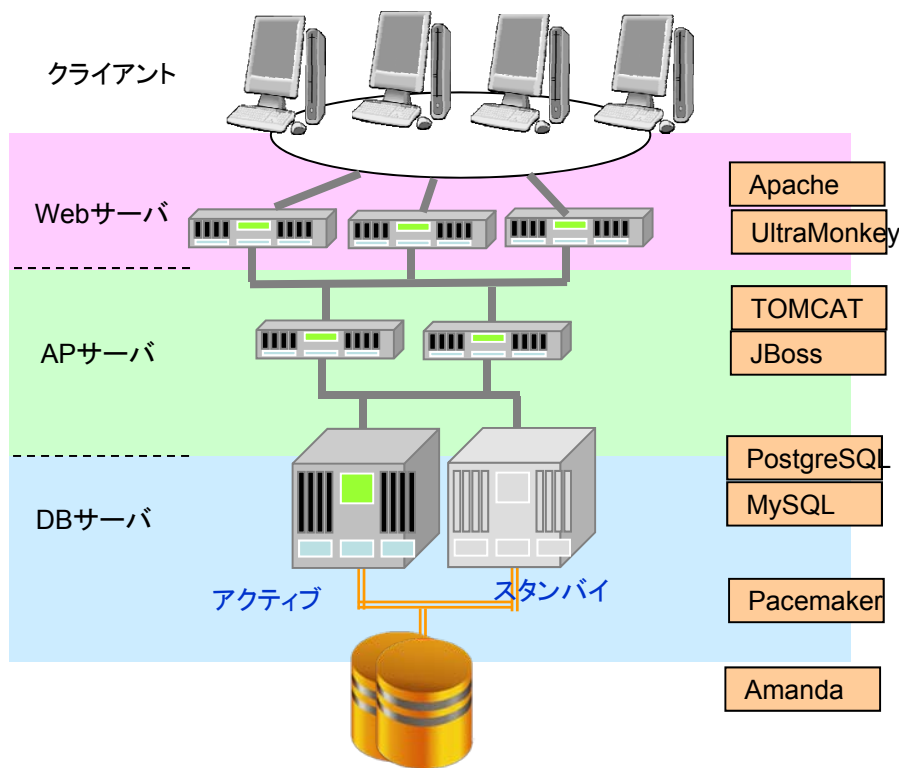 クライアント
Webサーバ
Apache
UltraMonkey
APサーバ
TOMCAT
JBoss
DBサーバ
PostgreSQL
MySQL
アクティブ
スタンバイ
Pacemaker
Amanda